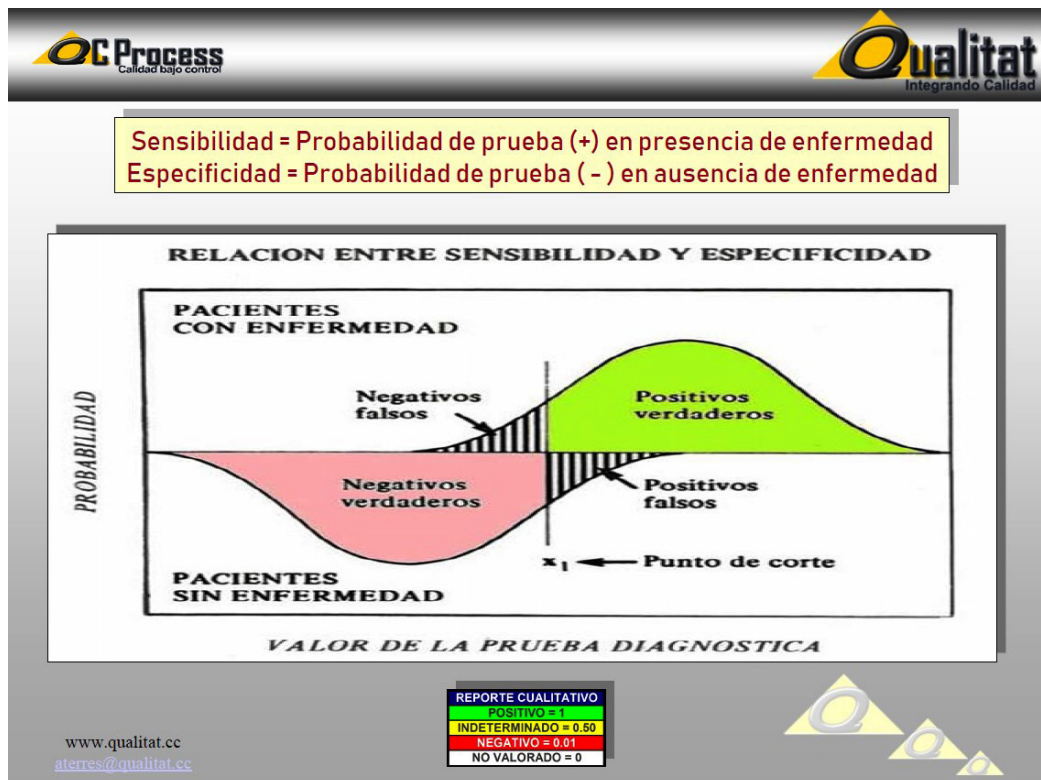 QC Process
Calidad bajo control
Qualitat
Integrando Calidad
Sensibilidad = Probabilidad de prueba (+) en presencia de enfermedad
Especificidad = Probabilidad de prueba ( - ) en ausencia de enfermedad
RELACION ENTRE SENSIBILIDAD Y ESPECIFICIDAD
PACIENTES
CON ENFERMEDAD
Negativos
falsos
Positivos
verdaderos
PROBABILIDAD
Negativos
verdaderos
Positivos
falsos
x1
Punto de corte
PACIENTES
SIN ENFERMEDAD
VALOR DE LA PRUEBA DIAGNOSTICA
REPORTE CUALITATIVO
POSITIVO = 1
INDETERMINADO = 0.50
NEGATIVO = 0.01
NO VALORADO = 0
www.qualitat.cc
aterres@qualitat.cc